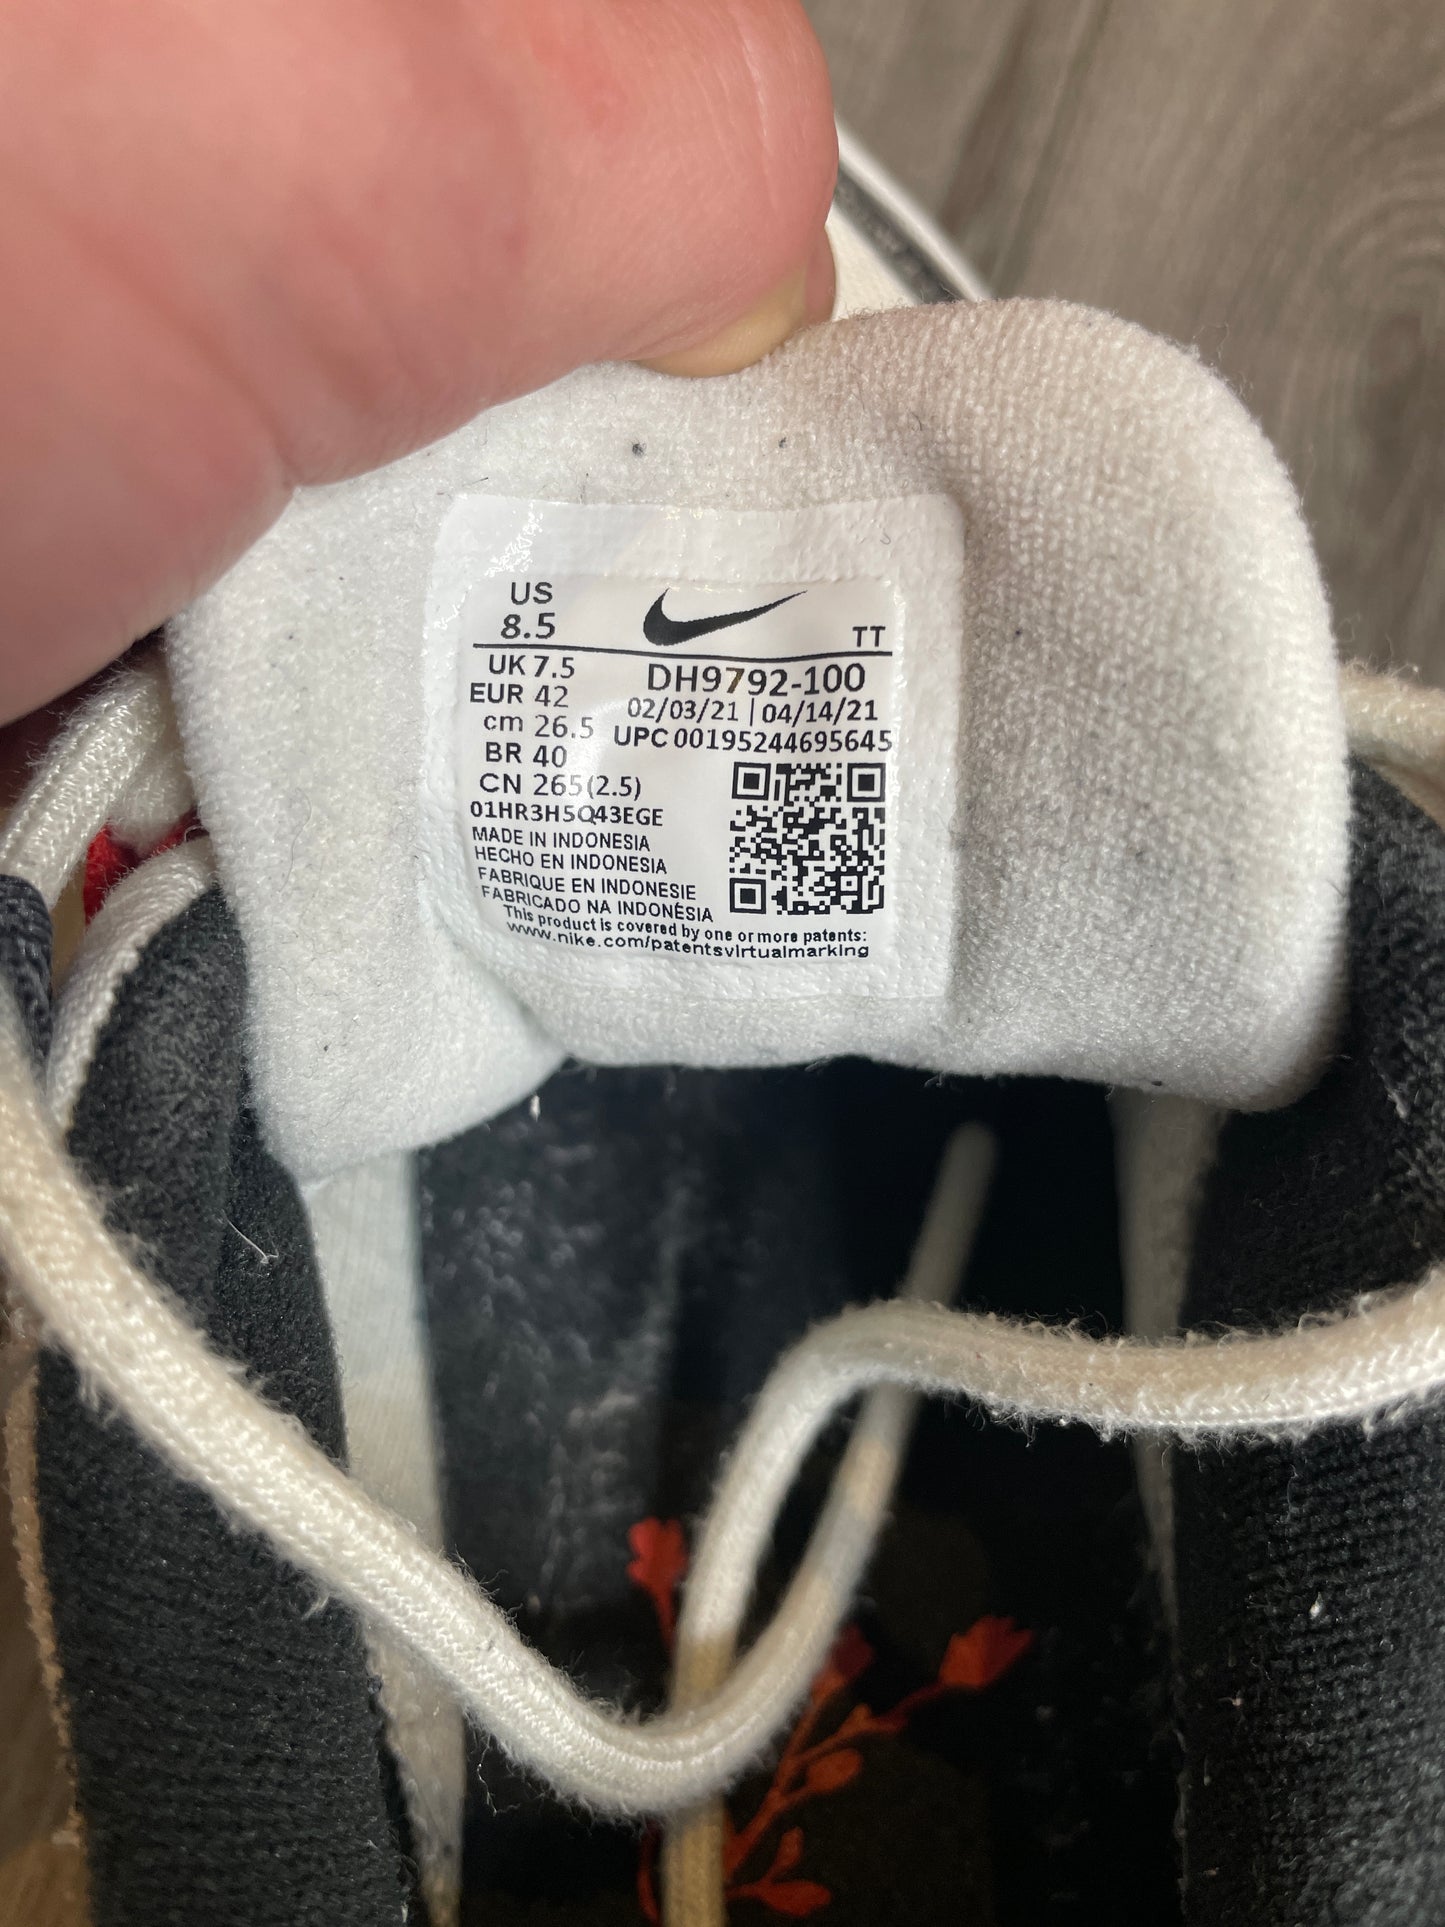 US
8.5
TT
UK 7.5
EUR 42
cm 26.5
BR 40
CN 265(2.5)
DH9792-100
02/03/21 | 04/14/21
UPC 00195244695645
01HR3H5Q43EGE
MADE IN INDONESIA
HECHO EN INDONESIA
FABRIQUE EN INDONESIE
FABRICADO NA INDONÉSIA
This product is covered by one or more patents:
www.nike.com/patentsvirtualmarking